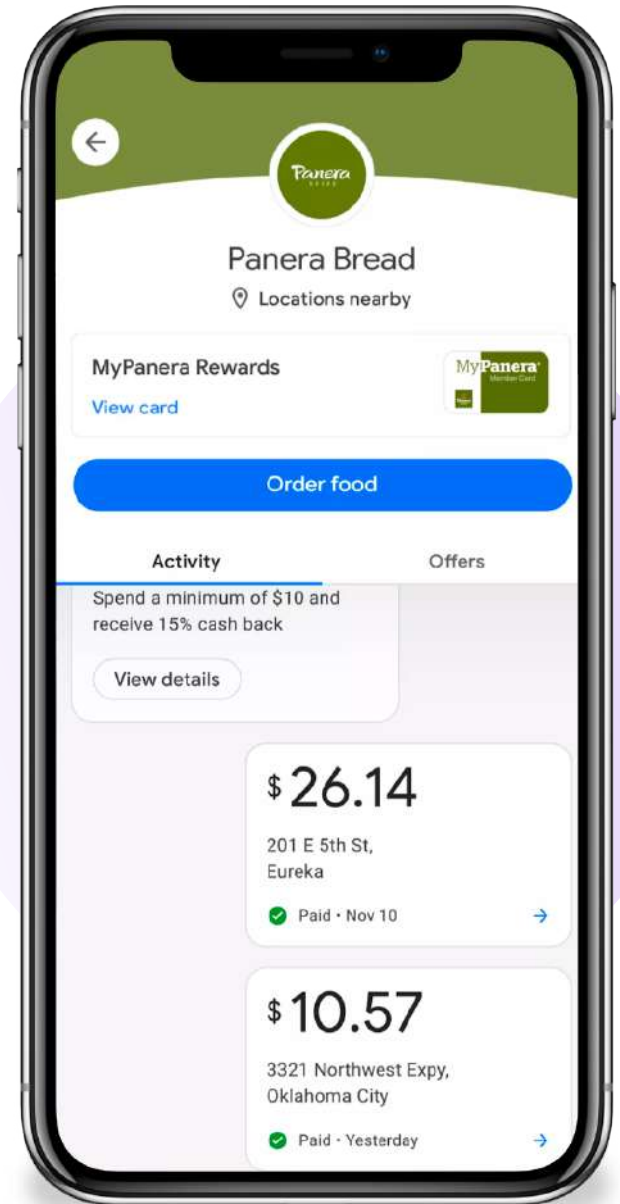 Panera
BREAD
Panera Bread
Locations nearby
MyPanera Rewards
View card
MyPanera®
Member Card
Order food
Activity
Offers
Spend a minimum of $10 and
receive 15% cash back
View details
$26.14
201 E 5th St,
Eureka
Paid • Nov 10
$10.57
3321 Northwest Expy,
Oklahoma City
Paid • Yesterday